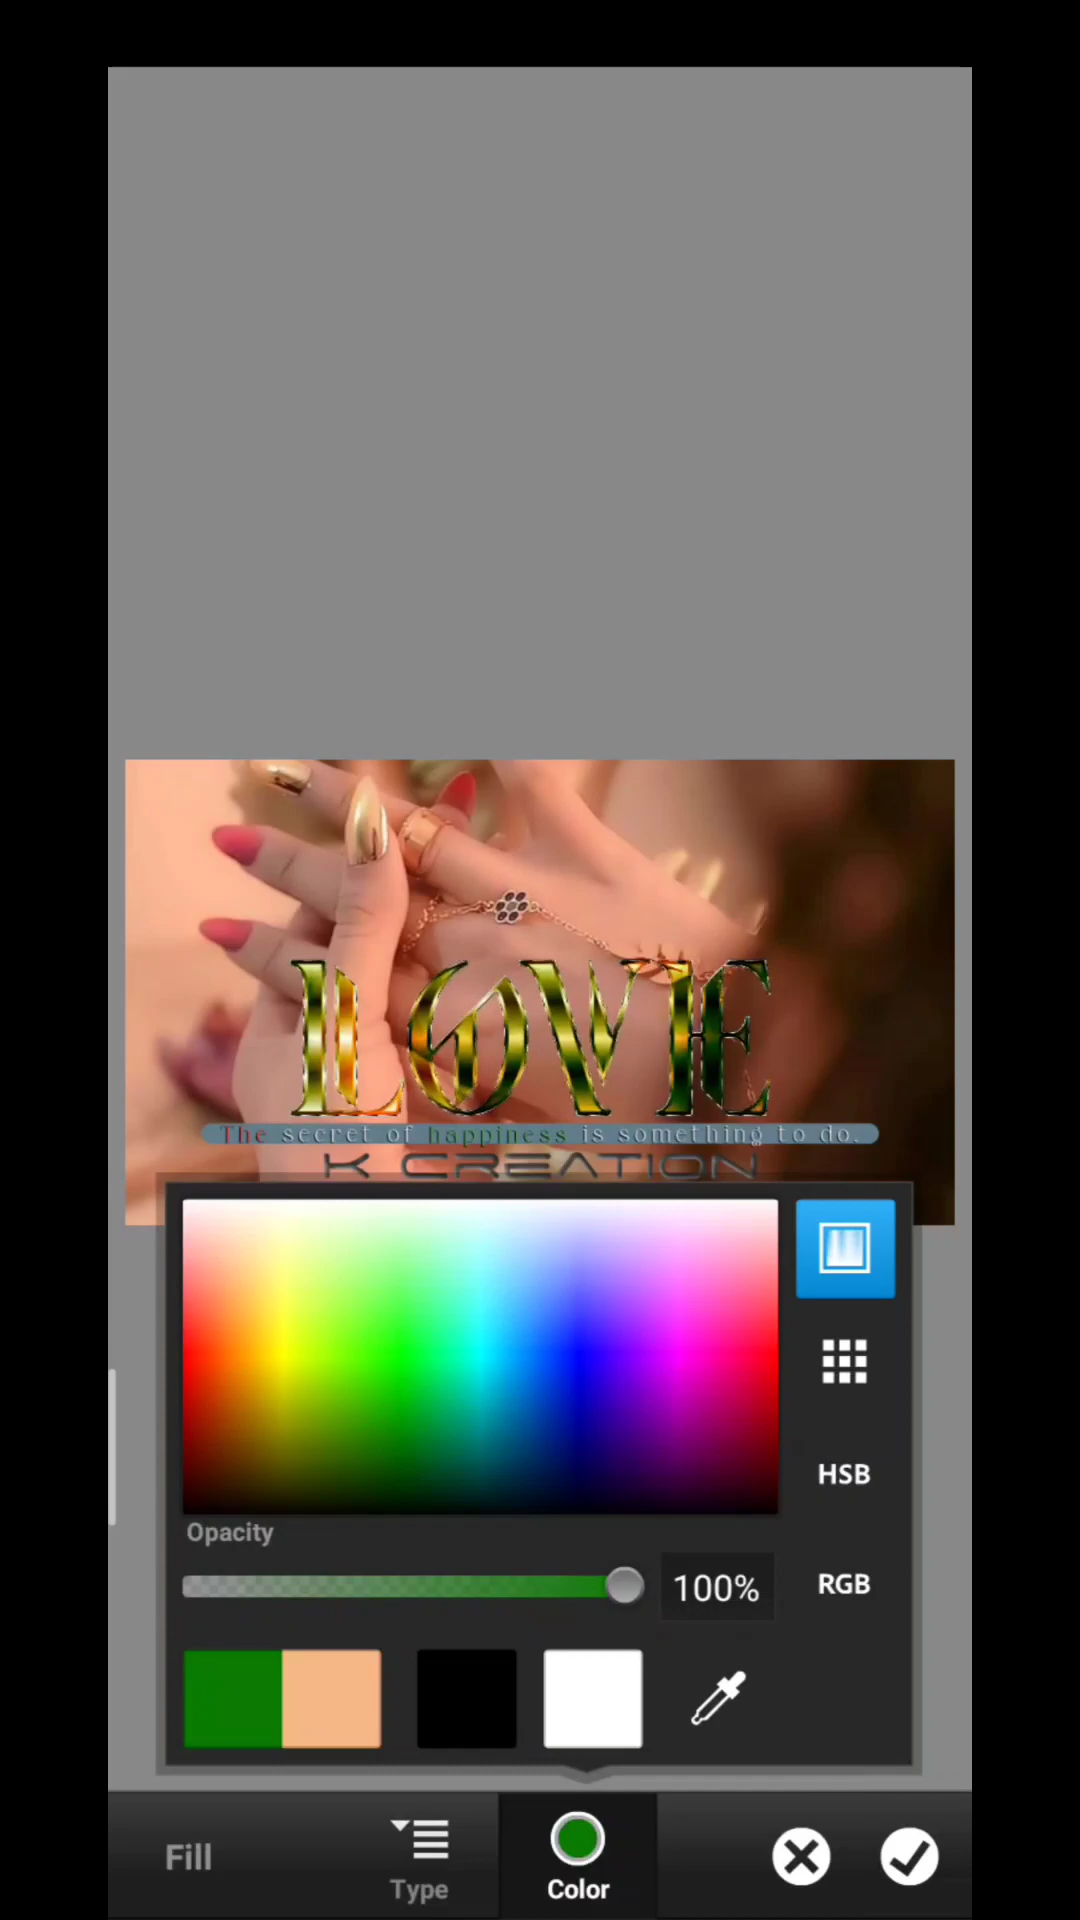 LOVE
The secret of happiness is something to do.
K CREATION
HSB
Opacity
100%
RGB
Fill
Type
Color